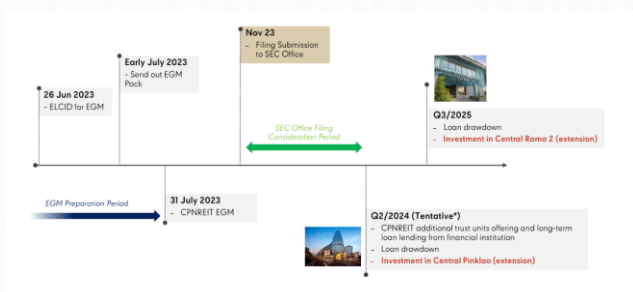 Nov 23
- Filing Submission
to SEC Office
Early July 2023
- Send out EGM
Pack
26 Jun 2023
- ELCID for EGM
Q3/2025
- Loan drawdown
- Investment in Central Rama 2 (extension)
SEC Office Filing
Consideration Period
EGM Preparation Period
31 July 2023
- CPNREIT EGM
Q2/2024 (Tentative*)
- CPNREIT additional trust units offering and long-term
loan lending from financial institution
- Loan drawdown
- Investment in Central Pinklao (extension)